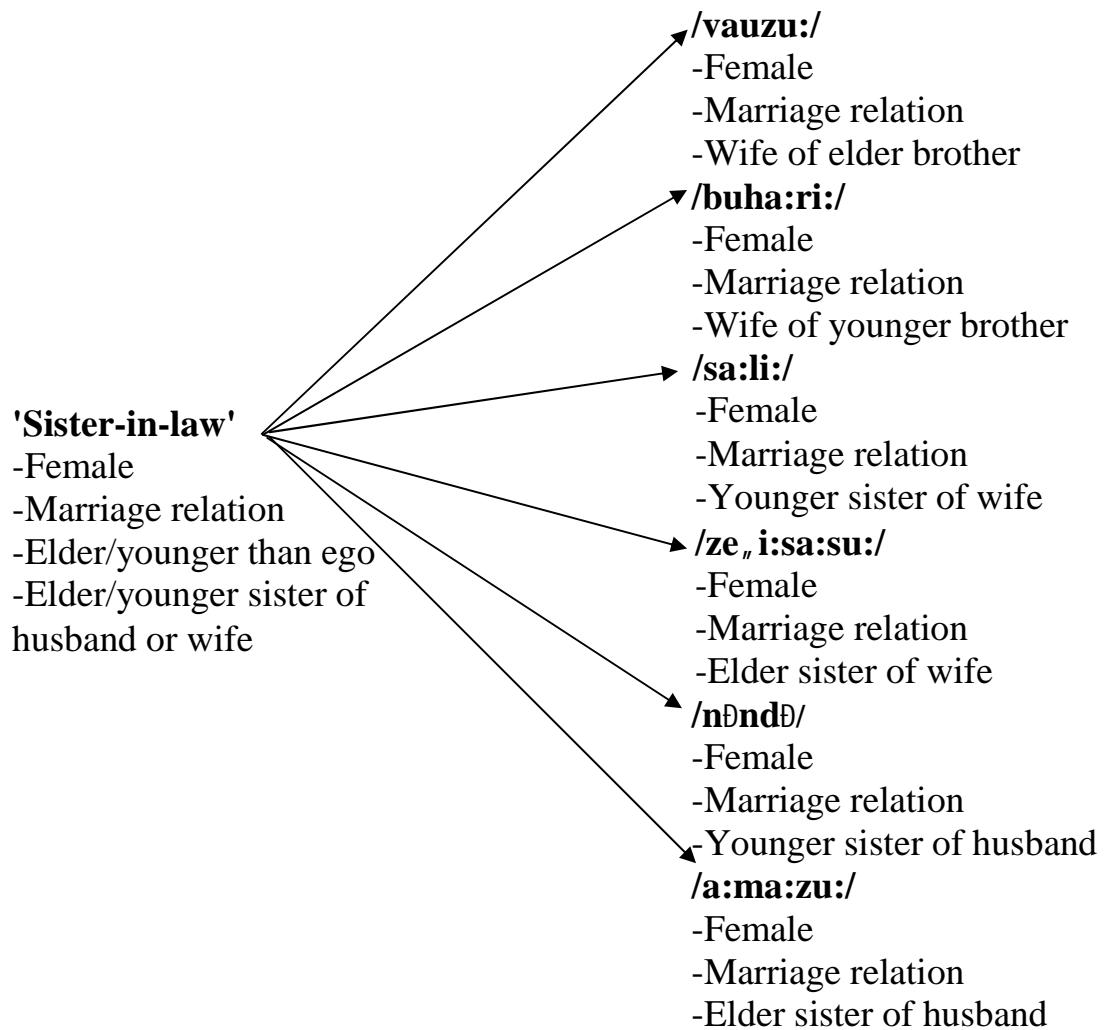 'Sister-in-law'
-Female
-Marriage relation
-Elder/younger than ego
-Elder/younger sister of
husband or wife
/vauzu:/
-Female
-Marriage relation
-Wife of elder brother
/buha:ri:/
-Female
-Marriage relation
-Wife of younger brother
/sa:li:/
-Female
-Marriage relation
-Younger sister of wife
/ze„i:sa:su:/
-Female
-Marriage relation
-Elder sister of wife
/nÐndÐ/
-Female
-Marriage relation
-Younger sister of husband
/a:ma:zu:/
-Female
-Marriage relation
-Elder sister of husband